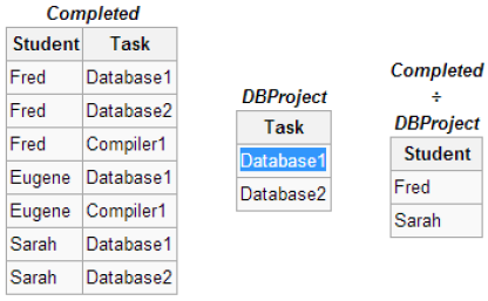 Completed
Student Task
Fred Database1
Fred Database2
Fred Compiler1
Eugene Database1
Eugene Compiler1
Sarah Database1
Sarah Database2
DBProject
Task
Database1
Database2
Completed
÷
DBProject
Student
Fred
Sarah